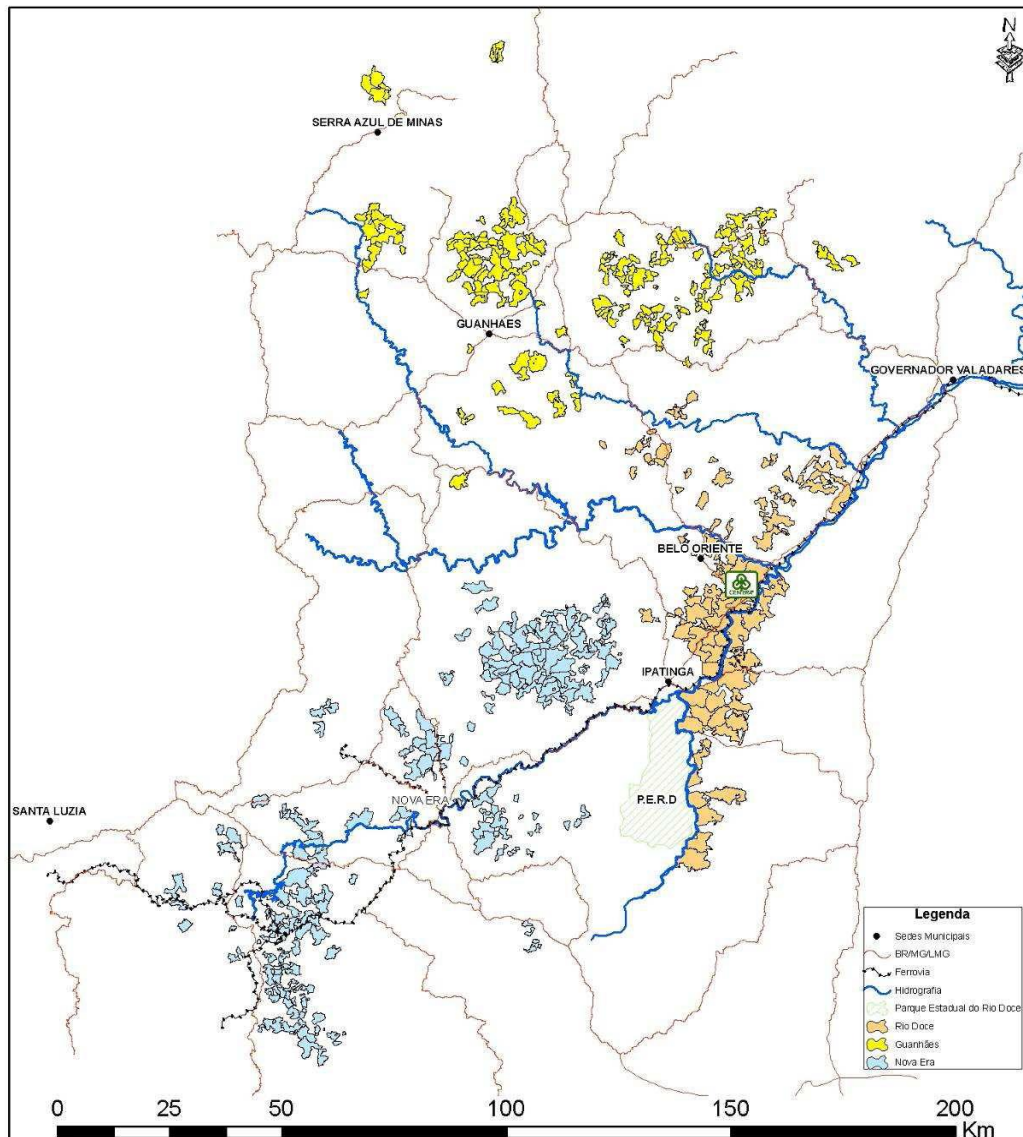 N
SERRA AZUL DE MINAS
GUANHAES
GOVERNADOR VALADARES
BELO ORIENTE
CENIBRA
IPATINGA
P.E.R.D
NOVA ERA
SANTA LUZIA
Legenda
Sedes Municipais
BR/MG/LMG
Ferrovia
Hidrografia
Parque Estadual do Rio Doce
Rio Doce
Guanhães
Nova Era
0 25 50 100 150 200
Km